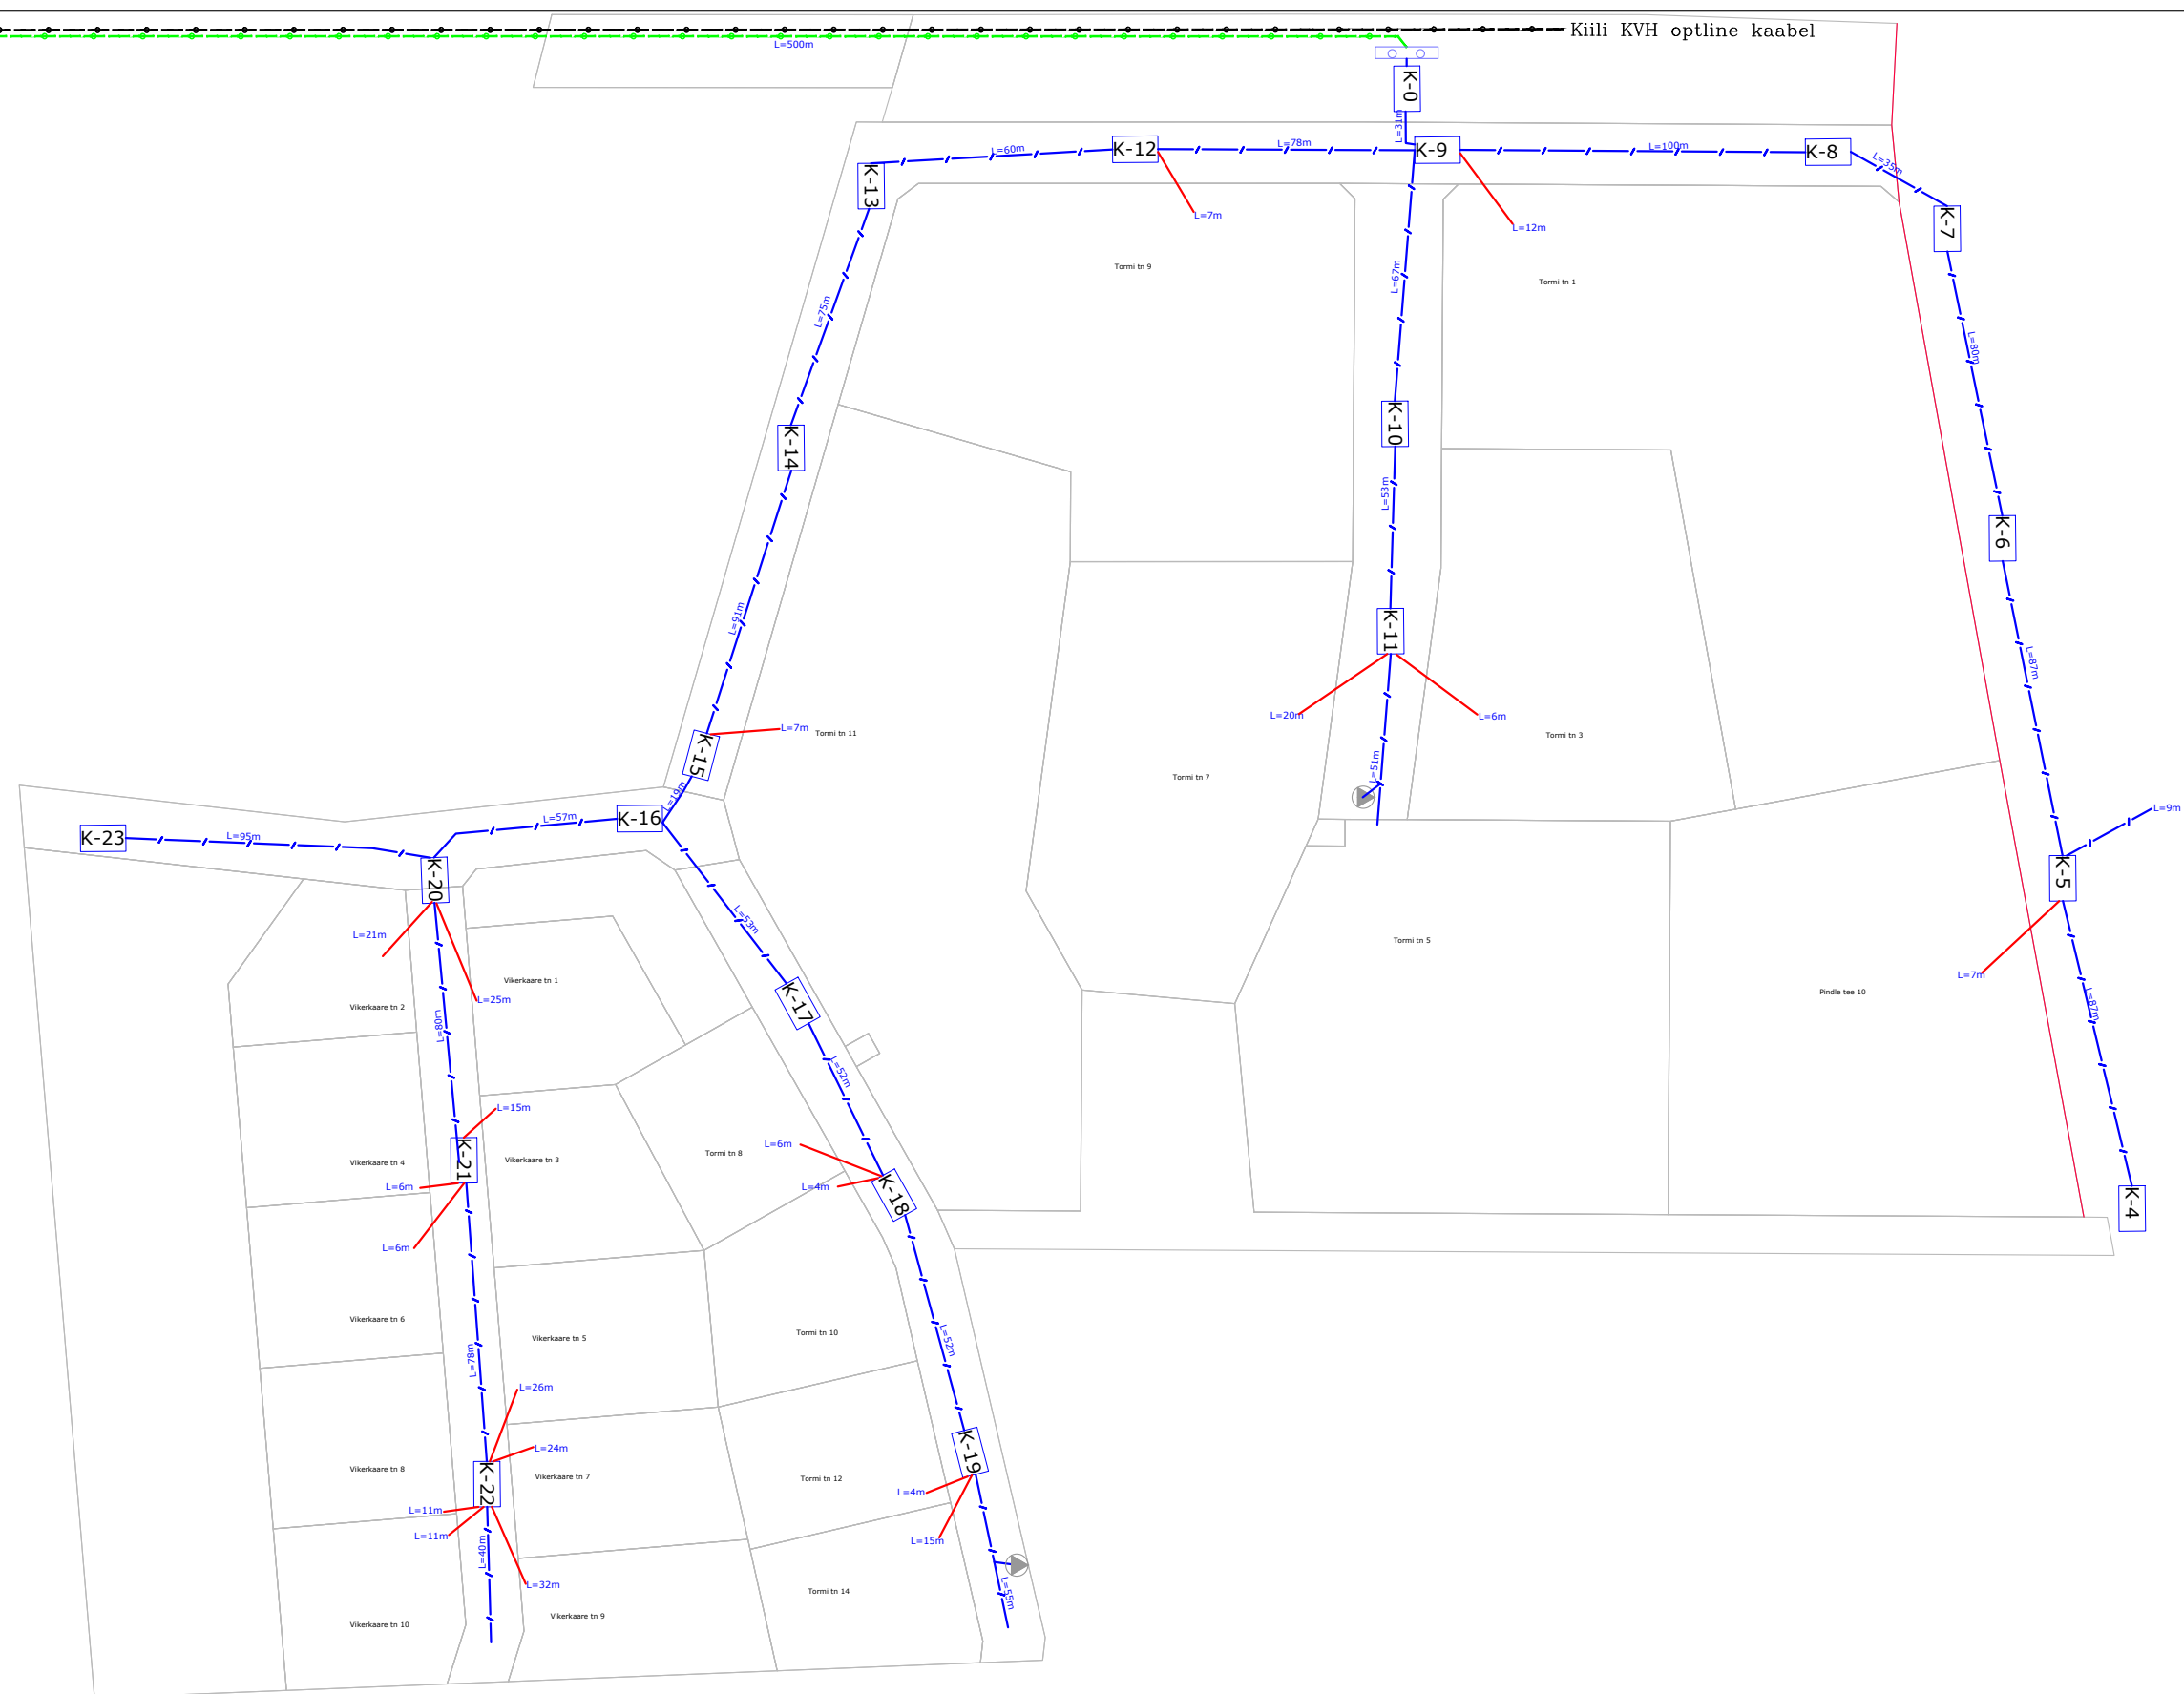 Kiili KVH optline kaabel
L=500m
K-0
L=31m
L=60m
K-12
L=78m
K-9
L=100m
K-8
L=35m
K-13
L=7m
L=12m
K-7
Tormi tn 9
L=67m
Tormi tn 1
L=75m
L=80m
K-10
K-14
L=53m
K-6
L=91m
K-11
L=87m
L=20m
L=6m
L=7m
Tormi tn 11
Tormi tn 3
K-15
L=51m
Tormi tn 7
L=19m
L=9m
K-23
L=95m
L=57m
K-16
K-20
K-5
L=21m
L=53m
Tormi tn 5
L=7m
Vikerkaare tn 1
Pindle tee 10
L=25m
Vikerkaare tn 2
K-17
L=87m
L=80m
L=52m
L=15m
K-21
L=6m
Tormi tn 8
Vikerkaare tn 3
Vikerkaare tn 4
L=6m
L=4m
K-18
K-4
L=6m
Vikerkaare tn 6
Tormi tn 10
Vikerkaare tn 5
L=52m
L=78m
L=26m
L=24m
K-19
Vikerkaare tn 8
Vikerkaare tn 7
Tormi tn 12
K-22
L=4m
L=11m
L=11m
L=15m
L=40m
L=32m
Tormi tn 14
L=55m
Vikerkaare tn 9
Vikerkaare tn 10